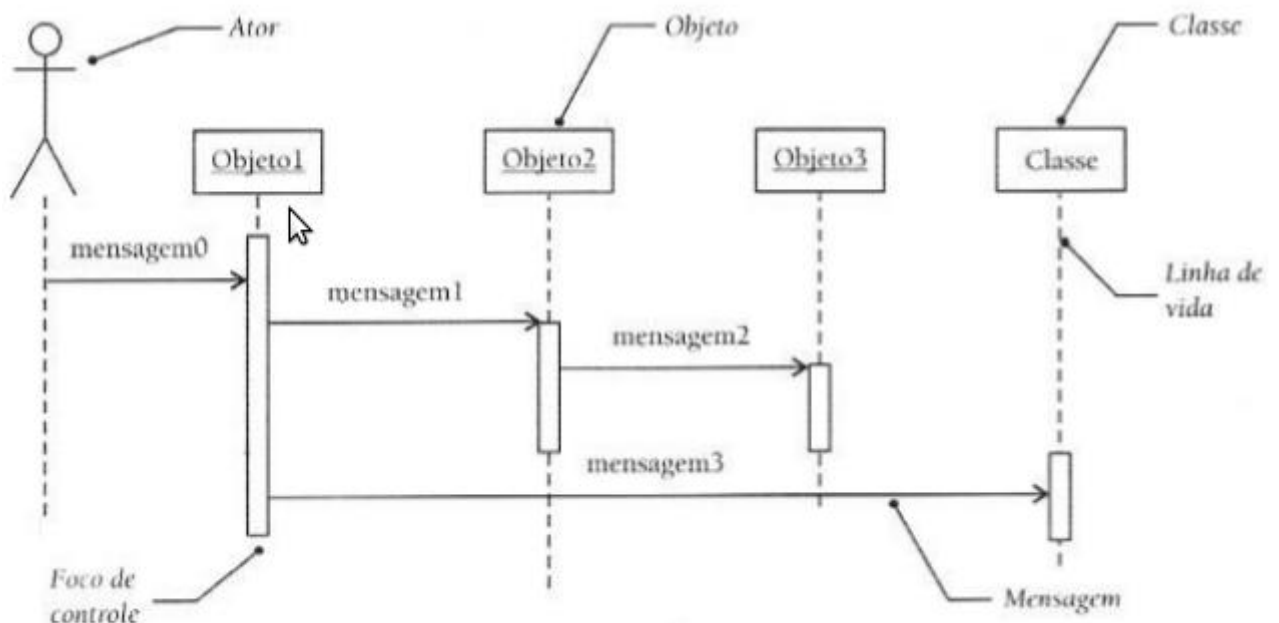 Ator
Objeto
Classe
Objeto1
Objeto2
Objeto3
Classe
mensagem0
mensagem1
mensagem2
Linha de
vida
mensagem3
Foco de
controle
Mensagem